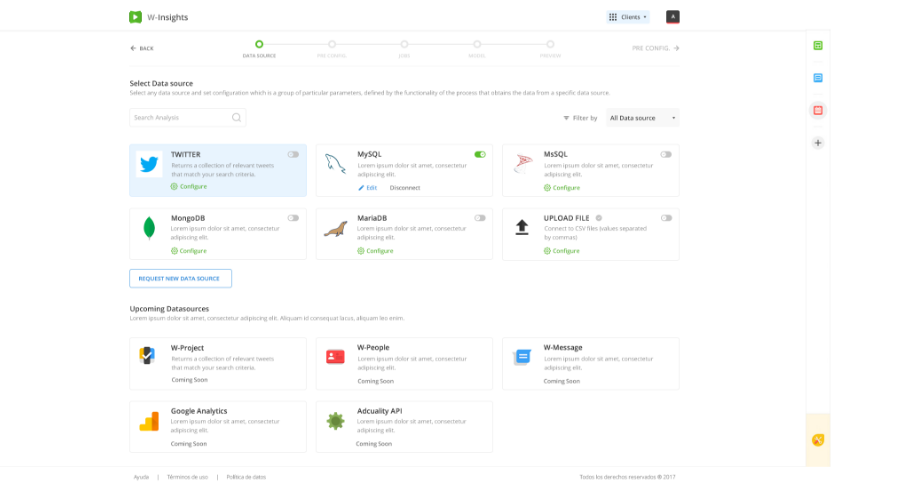 W-Insights
Clients
A
BACK
DATA SOURCE
PRE CONFIG.
JOBS
MODEL
PREVIEW
PRE CONFIG.
Select Data source
Select any data source and set configuration which is a group of particular parameters, defined by the functionality of the process that obtains the data from a specific data source.
Search Analysis
Filter by
All Data source
TWITTER
Returns a collection of relevant tweets
that match your search criteria.
Configure
MySQL
Lorem ipsum dolor sit amet, consectetur
adipiscing elit.
Edit
Disconnect
MsSQL
Lorem ipsum dolor sit amet, consectetur
adipiscing elit.
Configure
MongoDB
Lorem ipsum dolor sit amet, consectetur
adipiscing elit.
Configure
MariaDB
Lorem ipsum dolor sit amet, consectetur
adipiscing elit.
Configure
UPLOAD FILE
Connect to CSV files (values separated
by commas)
Configure
REQUEST NEW DATA SOURCE
Upcoming Datasources
Lorem ipsum dolor sit amet, consectetur adipiscing elit. Aliquam id consequat lacus, aliquam leo enim.
W-Project
Returns a collection of relevant tweets
that match your search criteria.
Coming Soon
W-People
Lorem ipsum dolor sit amet, consectetur
adipiscing elit.
Coming Soon
W-Message
Lorem ipsum dolor sit amet, consectetur
adipiscing elit.
Coming Soon
Google Analytics
Lorem ipsum dolor sit amet, consectetur
adipiscing elit.
Coming Soon
Adcuality API
Lorem ipsum dolor sit amet, consectetur
adipiscing elit.
Coming Soon
Ayuda | Términos de uso | Política de datos
Todos los derechos reservados ® 2017